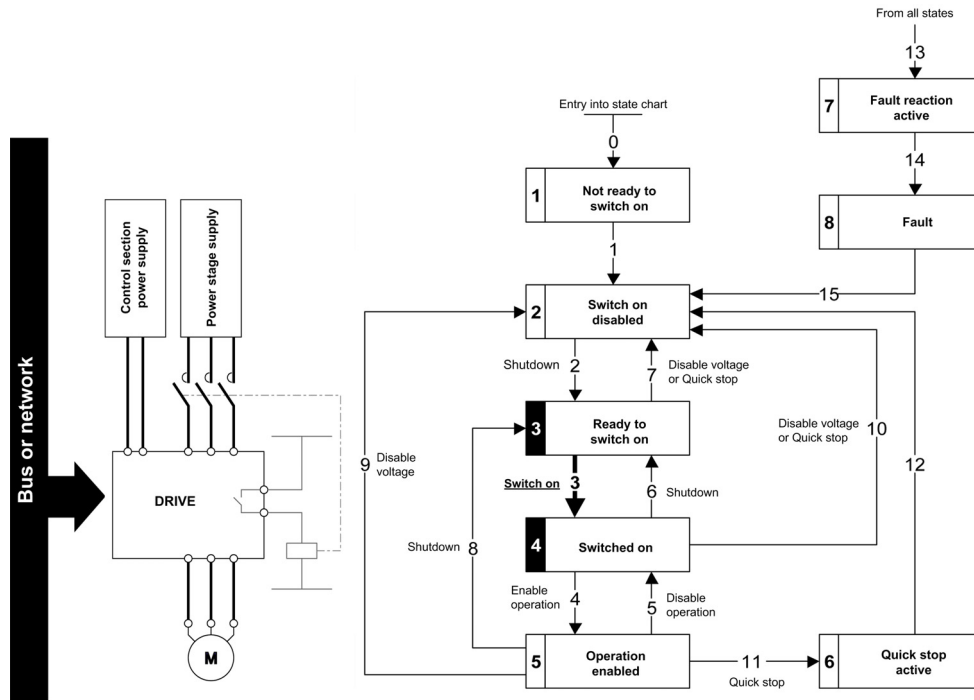 From all states
13
7
Fault reaction
active
14
8
Fault
15
Entry into state chart
0
1
Not ready to
switch on
1
2
Switch on
disabled
Shutdown
2
7
Disable voltage
or Quick stop
3
Ready to
switch on
Switch on
3
6
Shutdown
4
Switched on
Enable
operation
4
5
Disable
operation
5
Operation
enabled
11
Quick stop
6
Quick stop
active
9
Disable
voltage
Shutdown
8
Disable voltage
or Quick stop
10
12
Bus or network
Control section
power supply
Power stage supply
DRIVE
M